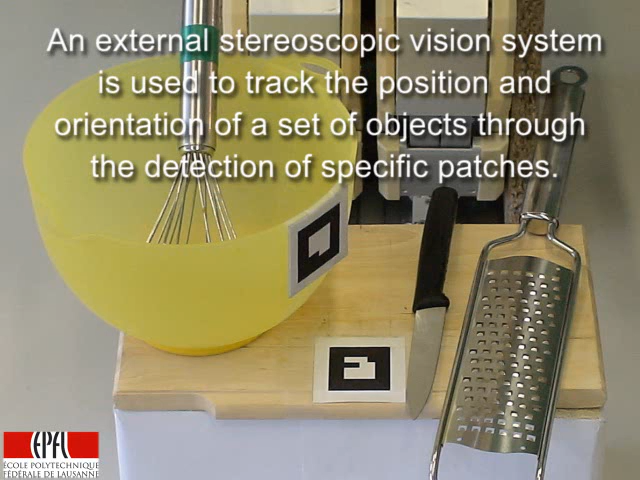 An external stereoscopic vision system
is used to track the position and
orientation of a set of objects through
the detection of specific patches.
EPFL
ÉCOLE POLYTECHNIQUE
FÉDÉRALE DE LAUSANNE